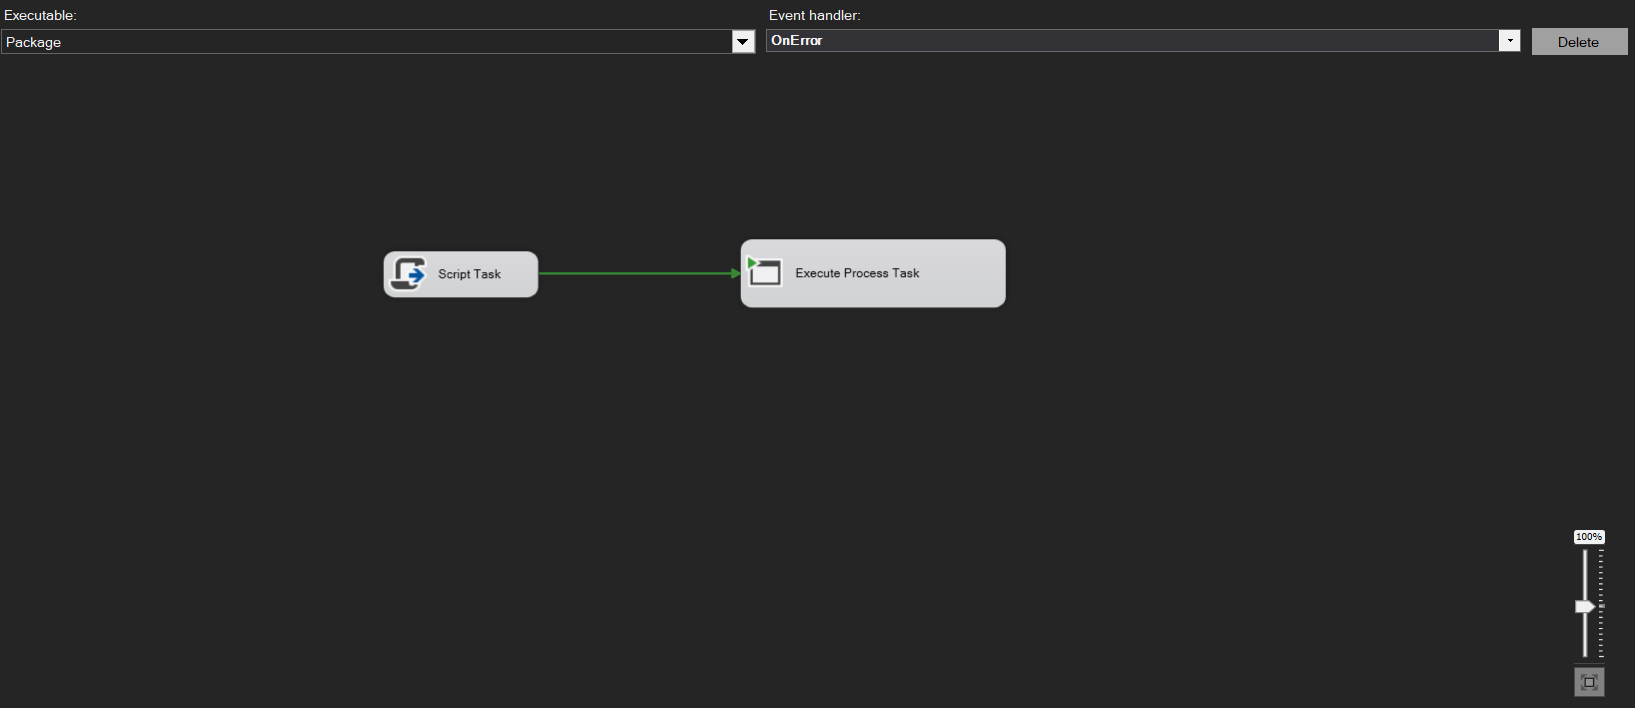 Executable:
Event handler:
Package
OnError
Delete
Script Task
Execute Process Task
100%